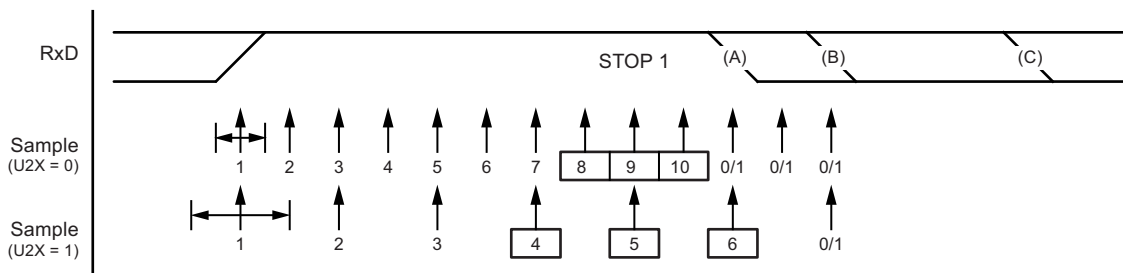 RxD STOP 1 (A) (B) (C)
Sample
(U2X = 0)
1 2 3 4 5 6 7 8 9 10 0/1 0/1 0/1
Sample
(U2X = 1)
1 2 3 4 5 6 0/1